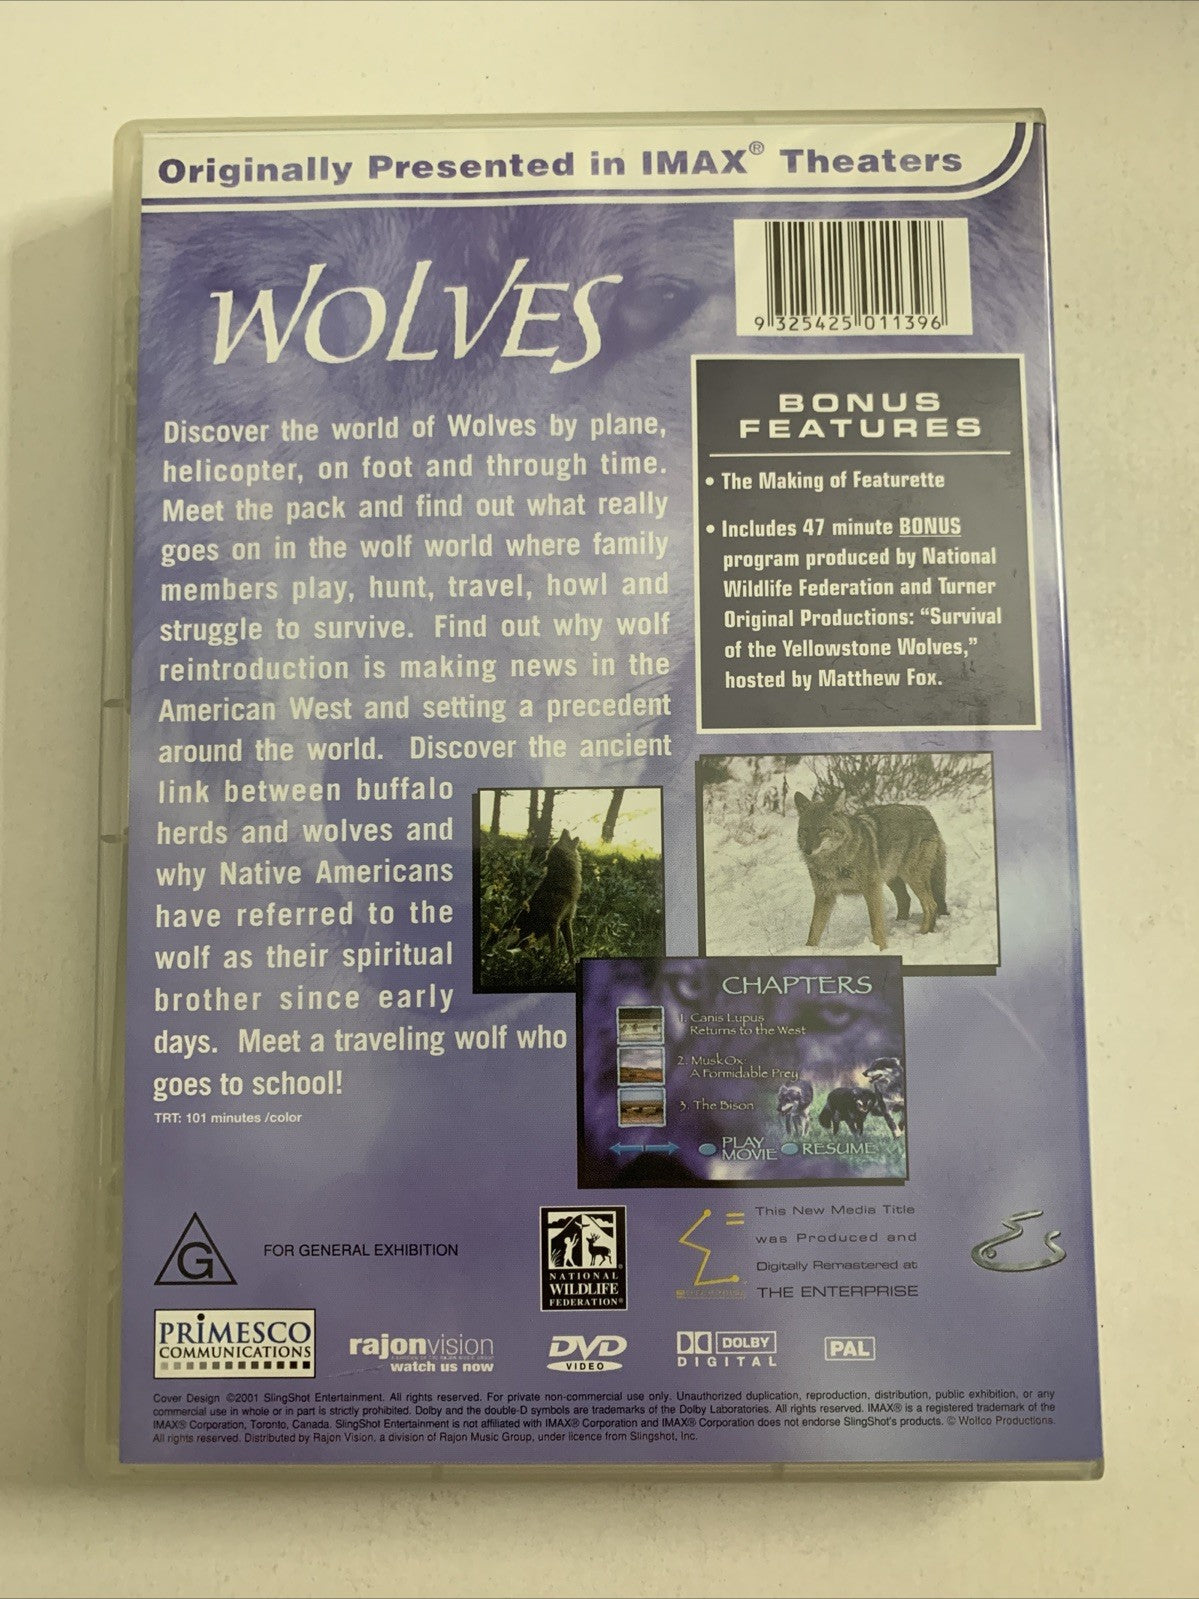 Originally Presented in IMAX® Theaters
WOLVES
9 325425 011396
Discover the world of Wolves by plane,
helicopter, on foot and through time.
Meet the pack and find out what really
goes on in the wolf world where family
members play, hunt, travel, howl and
struggle to survive. Find out why wolf
reintroduction is making news in the
American West and setting a precedent
around the world. Discover the ancient
link between buffalo
herds and wolves and
why Native Americans
have referred to the
wolf as their spiritual
brother since early
days. Meet a traveling wolf who
goes to school!
TRT: 101 minutes /color
BONUS
FEATURES
• The Making of Featurette
• Includes 47 minute BONUS
program produced by National
Wildlife Federation and Turner
Original Productions: “Survival
of the Yellowstone Wolves,”
hosted by Matthew Fox.
CHAPTERS
1. Canis Lupus
Returns to the West
2. Musk Ox:
A Formidable Prey
3. The Bison
PLAY
MOVIE
RESUME
G
FOR GENERAL EXHIBITION
NATIONAL
WILDLIFE
FEDERATION®
This New Media Title
was Produced and
Digitally Remastered at
THE ENTERPRISE
PRIMESCO
COMMUNICATIONS
rajonvision
watch us now
DVD
VIDEO
DOLBY
DIGITAL
PAL
Cover Design ©2001 SlingShot Entertainment. All rights reserved. For private non-commercial use only. Unauthorized duplication, reproduction, distribution, public exhibition, or any
commercial use in whole or in part is strictly prohibited. Dolby and the double-D symbols are trademarks of the Dolby Laboratories. All rights reserved. IMAX® is a registered trademark of the
IMAX® Corporation, Toronto, Canada. SlingShot Entertainment is not affiliated with IMAX® Corporation and IMAX® Corporation does not endorse SlingShot's products. © Wolfco Productions.
All rights reserved. Distributed by Rajon Vision, a division of Rajon Music Group, under licence from Slingshot, Inc.